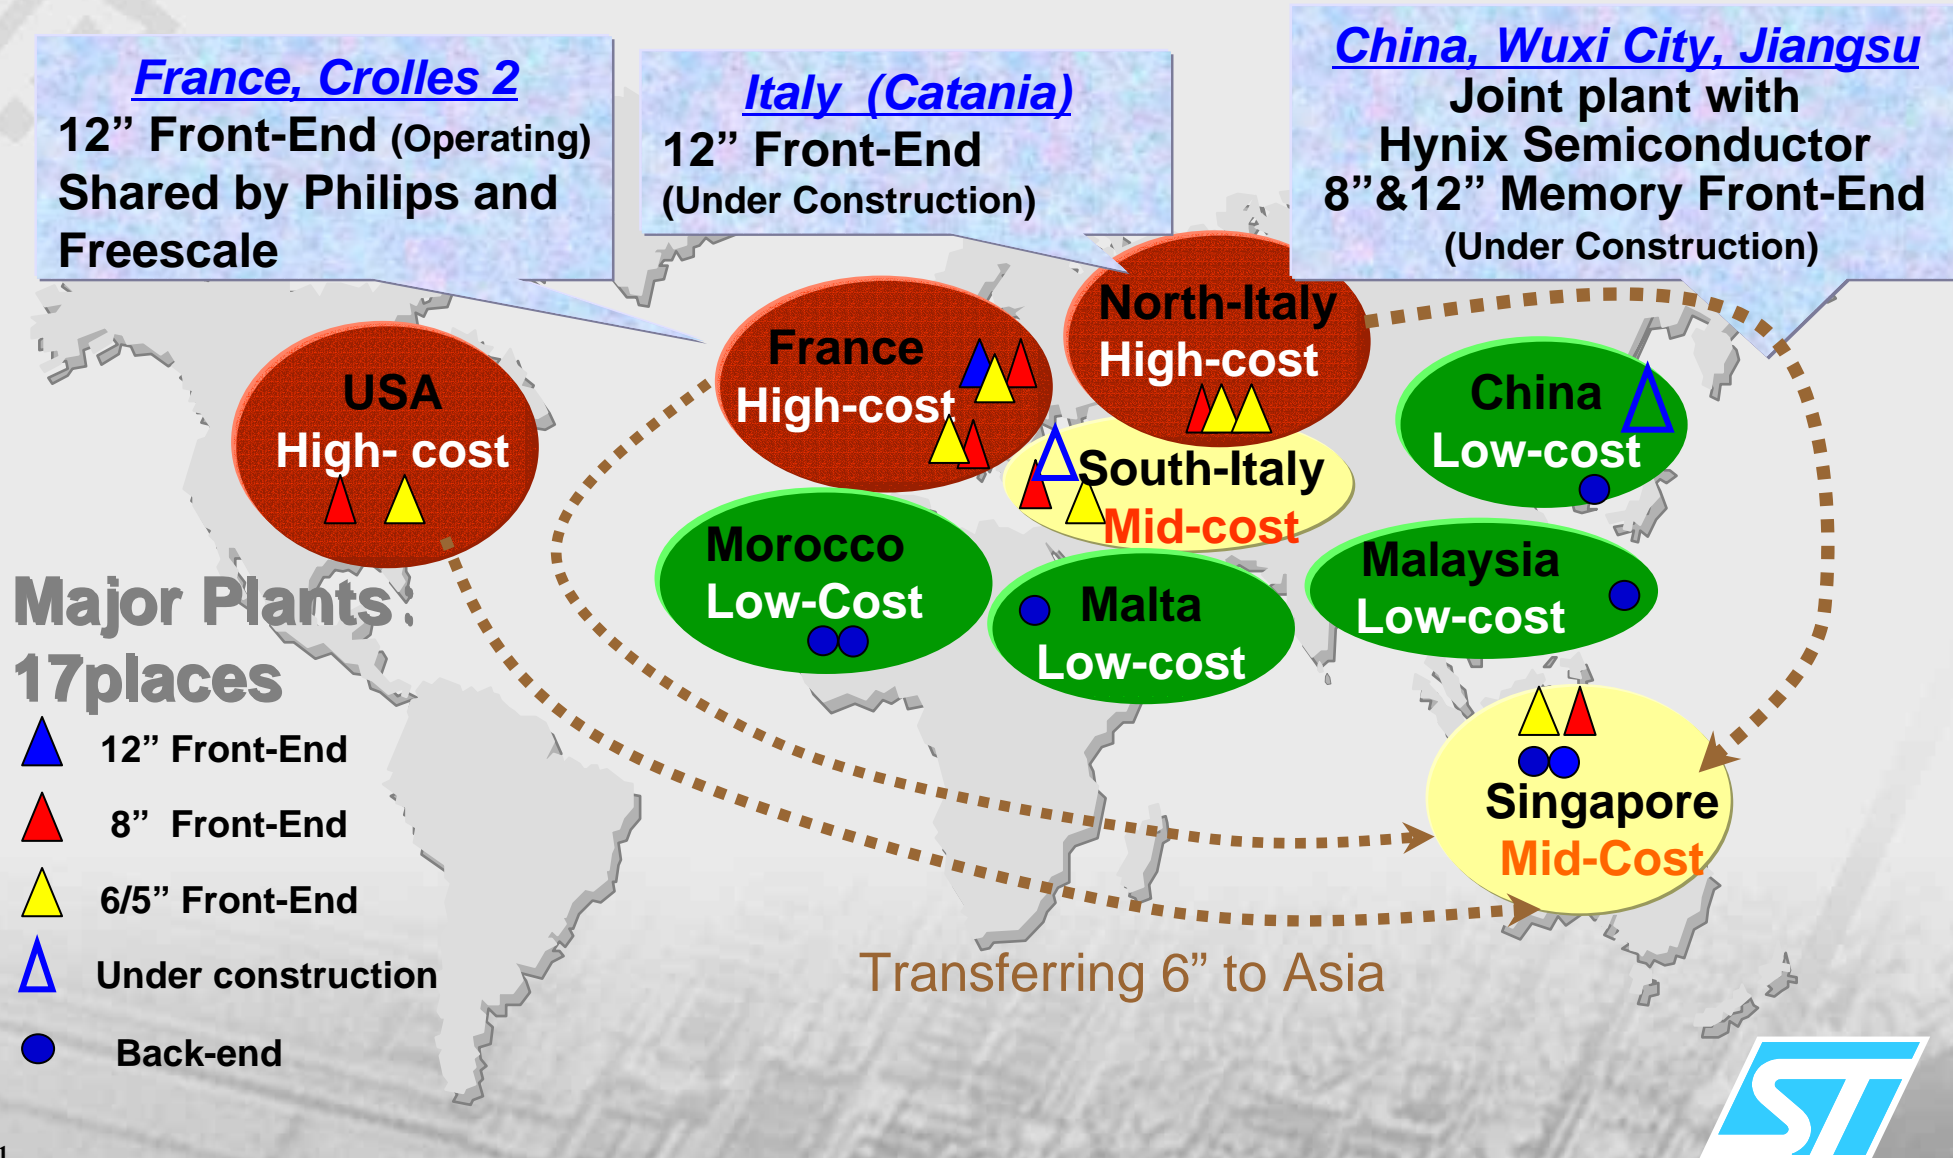 France, Crolles 2
12” Front-End (Operating)
Shared by Philips and
Freescale
Italy (Catania)
12” Front-End
(Under Construction)
China, Wuxi City, Jiangsu
Joint plant with
Hynix Semiconductor
8”&12” Memory Front-End
(Under Construction)
USA
High- cost
France
High-cost
North-Italy
High-cost
South-Italy
Mid-cost
China
Low-cost
Morocco
Low-Cost
Malta
Low-cost
Malaysia
Low-cost
Singapore
Mid-Cost
Major Plants:
17places
12” Front-End
8” Front-End
6/5” Front-End
Under construction
Back-end
Transferring 6” to Asia
ST
1